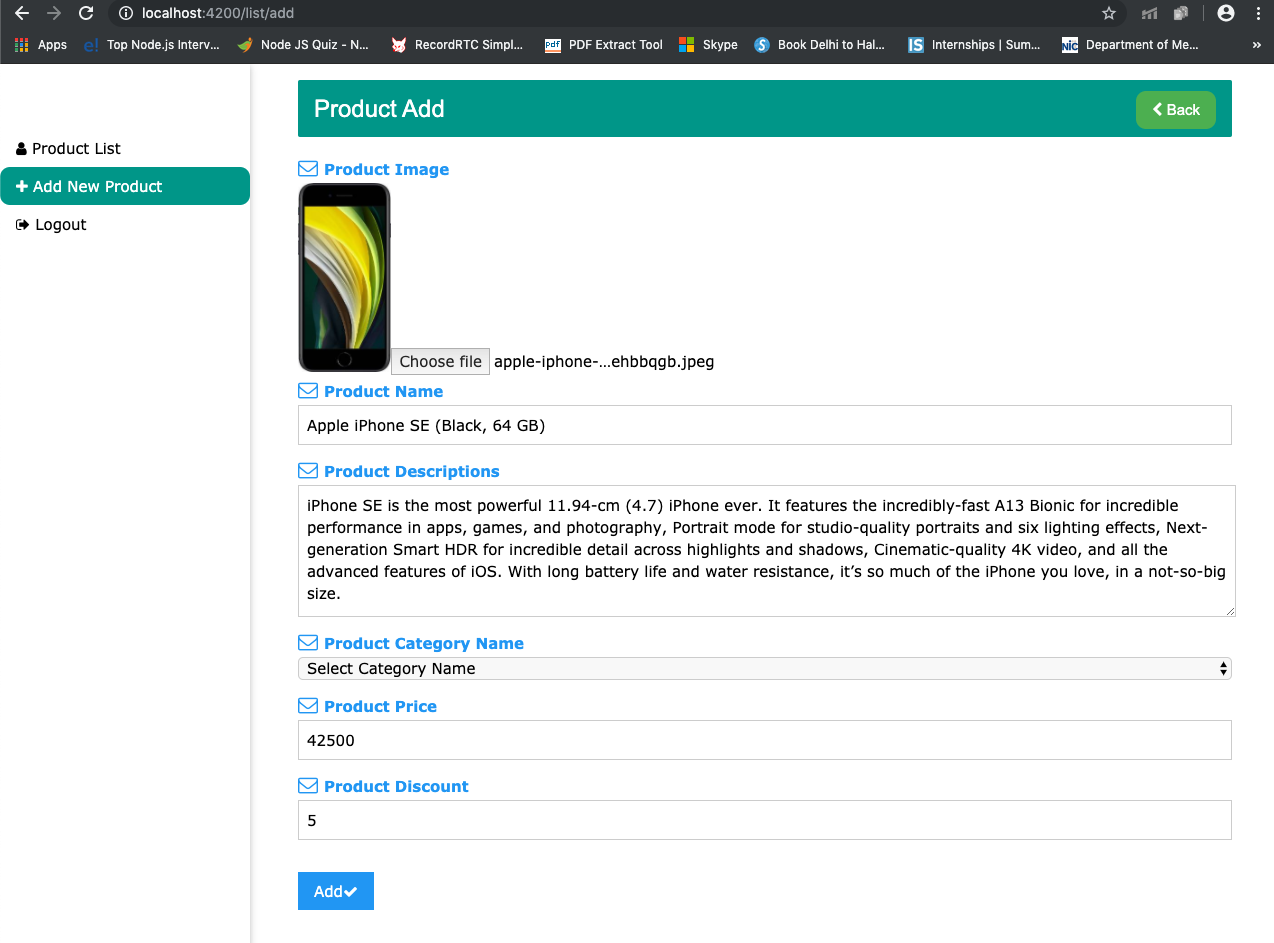 localhost:4200/list/add
Apps e! Top Node.js Interv... Node JS Quiz - N... RecordRTC Simpl... Pdf PDF Extract Tool Skype S Book Delhi to Hal... IS Internships | Sum... NIC Department of Me... »
Product Add
Back
Product List
Add New Product
Logout
Product Image
Choose file apple-iphone-...ehbbqgb.jpeg
Product Name
Apple iPhone SE (Black, 64 GB)
Product Descriptions
iPhone SE is the most powerful 11.94-cm (4.7) iPhone ever. It features the incredibly-fast A13 Bionic for incredible
performance in apps, games, and photography, Portrait mode for studio-quality portraits and six lighting effects, Next-
generation Smart HDR for incredible detail across highlights and shadows, Cinematic-quality 4K video, and all the
advanced features of iOS. With long battery life and water resistance, it’s so much of the iPhone you love, in a not-so-big
size.
Product Category Name
Select Category Name
Product Price
42500
Product Discount
5
Add